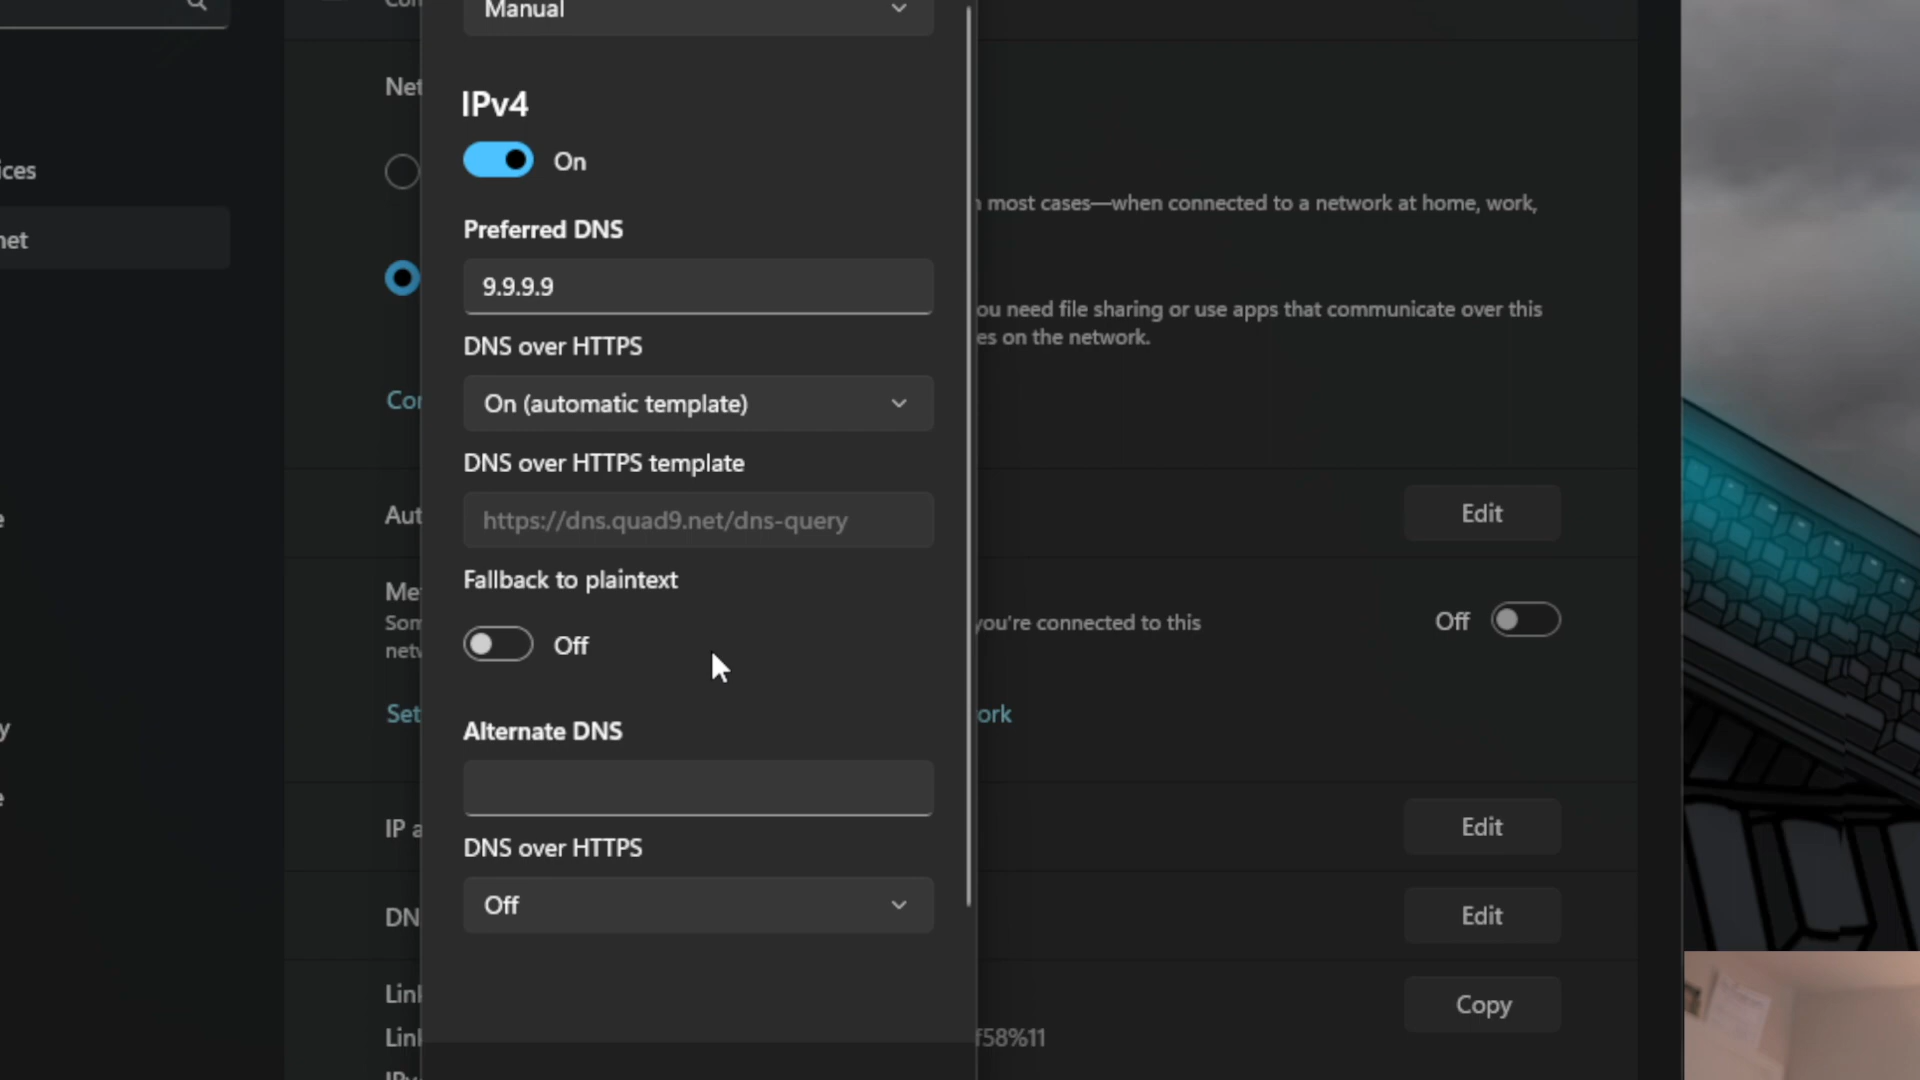 Manual
IPv4
On
Preferred DNS
9.9.9.9
DNS over HTTPS
On (automatic template)
DNS over HTTPS template
https://dns.quad9.net/dns-query
Fallback to plaintext
Off
Alternate DNS
DNS over HTTPS
Off
ices
net
e
y
e
Net
most cases—when connected to a network at home, work,
ou need file sharing or use apps that communicate over this
es on the network.
Cor
Aut
Edit
Me
Som
you're connected to this
netw
Off
Set
ork
IP a
Edit
DN
Edit
Link
Copy
Link
f58%11